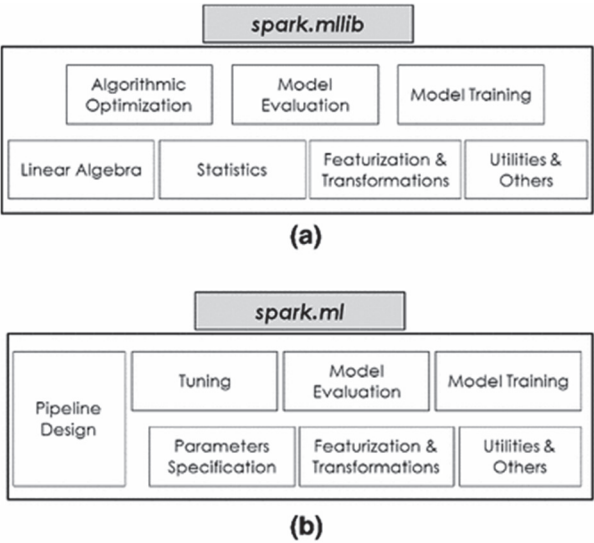 spark.mllib
Algorithmic
Optimization
Model
Evaluation
Model Training
Linear Algebra
Statistics
Featurization &
Transformations
Utilities &
Others
(a)
spark.ml
Pipeline
Design
Tuning
Model
Evaluation
Model Training
Parameters
Specification
Featurization &
Transformations
Utilities &
Others
(b)